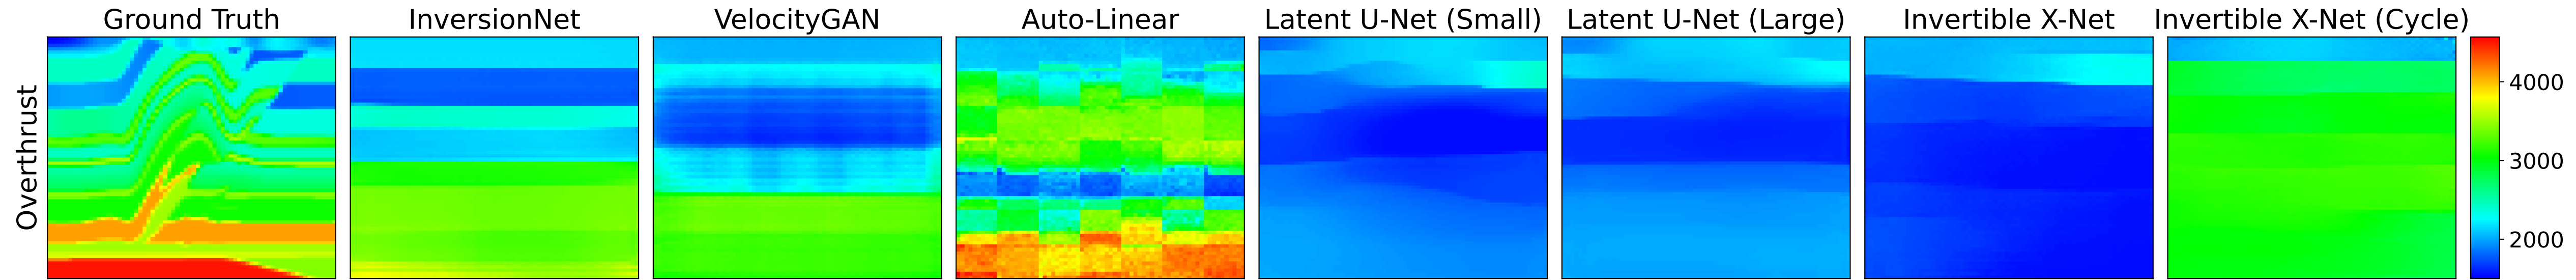 Ground Truth
InversionNet
VelocityGAN
Auto-Linear
Latent U-Net (Small)
Latent U-Net (Large)
Invertible X-Net
Invertible X-Net (Cycle)
Overthrust
4000
3000
2000